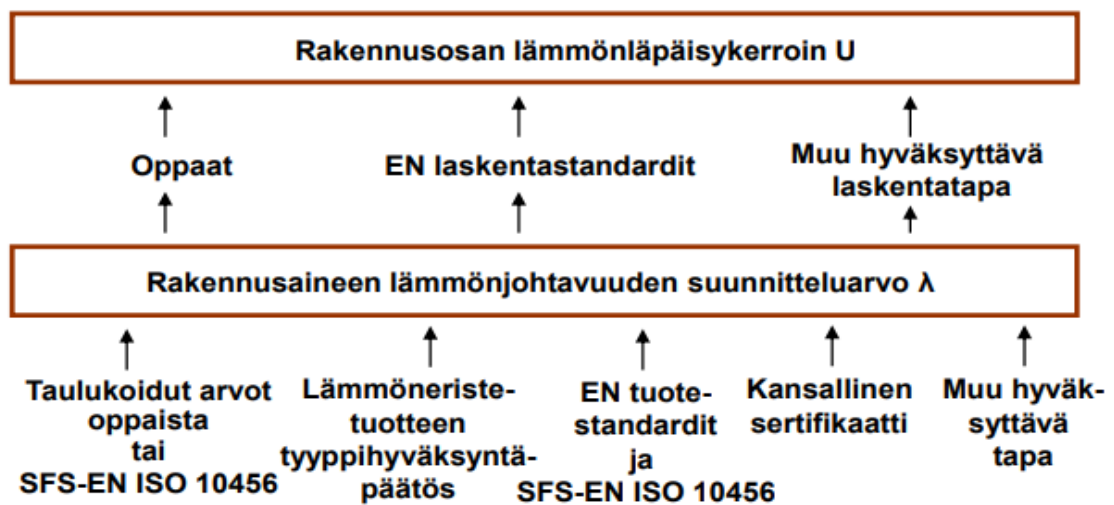 Rakennusosan lämmönläpäisykerroin U
Oppaat
EN laskentastandardit
Muu hyväksyttävä
laskentatapa
Rakennusaineen lämmönjohtavuuden suunnitteluarvo λ
Taulukoidut arvot
oppaista
tai
SFS-EN ISO 10456
Lämmöneriste-
tuotteen
tyyppihyväksyntä-
päätös
EN tuote-
standardit
ja
SFS-EN ISO 10456
Kansallinen
sertifikaatti
Muu hyväk-
syttävä
tapa